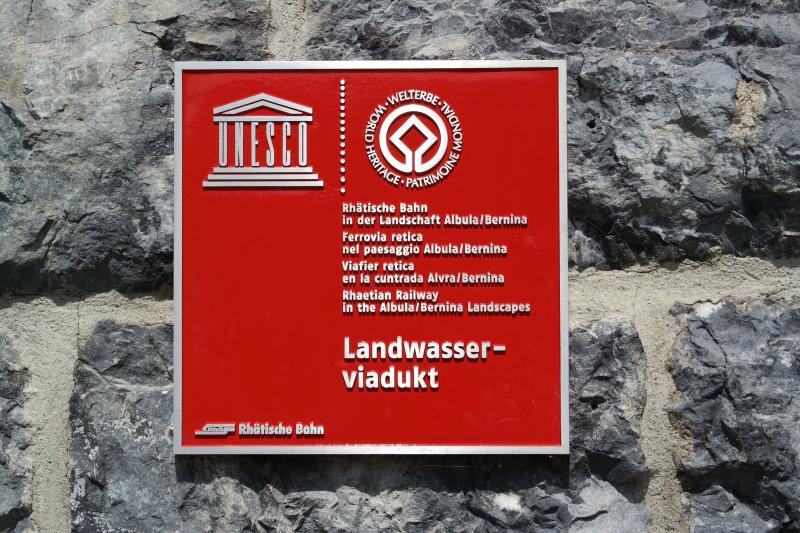 UNESCO
· WELTERBE · WORLD HERITAGE · PATRIMOINE MONDIAL
Rhätische Bahn
in der Landschaft Albula/Bernina
Ferrovia retica
nel paesaggio Albula/Bernina
Viafier retica
en la cuntrada Alvra/Bernina
Rhaetian Railway
in the Albula/Bernina Landscapes
Landwasser-
viadukt
Rhätische Bahn